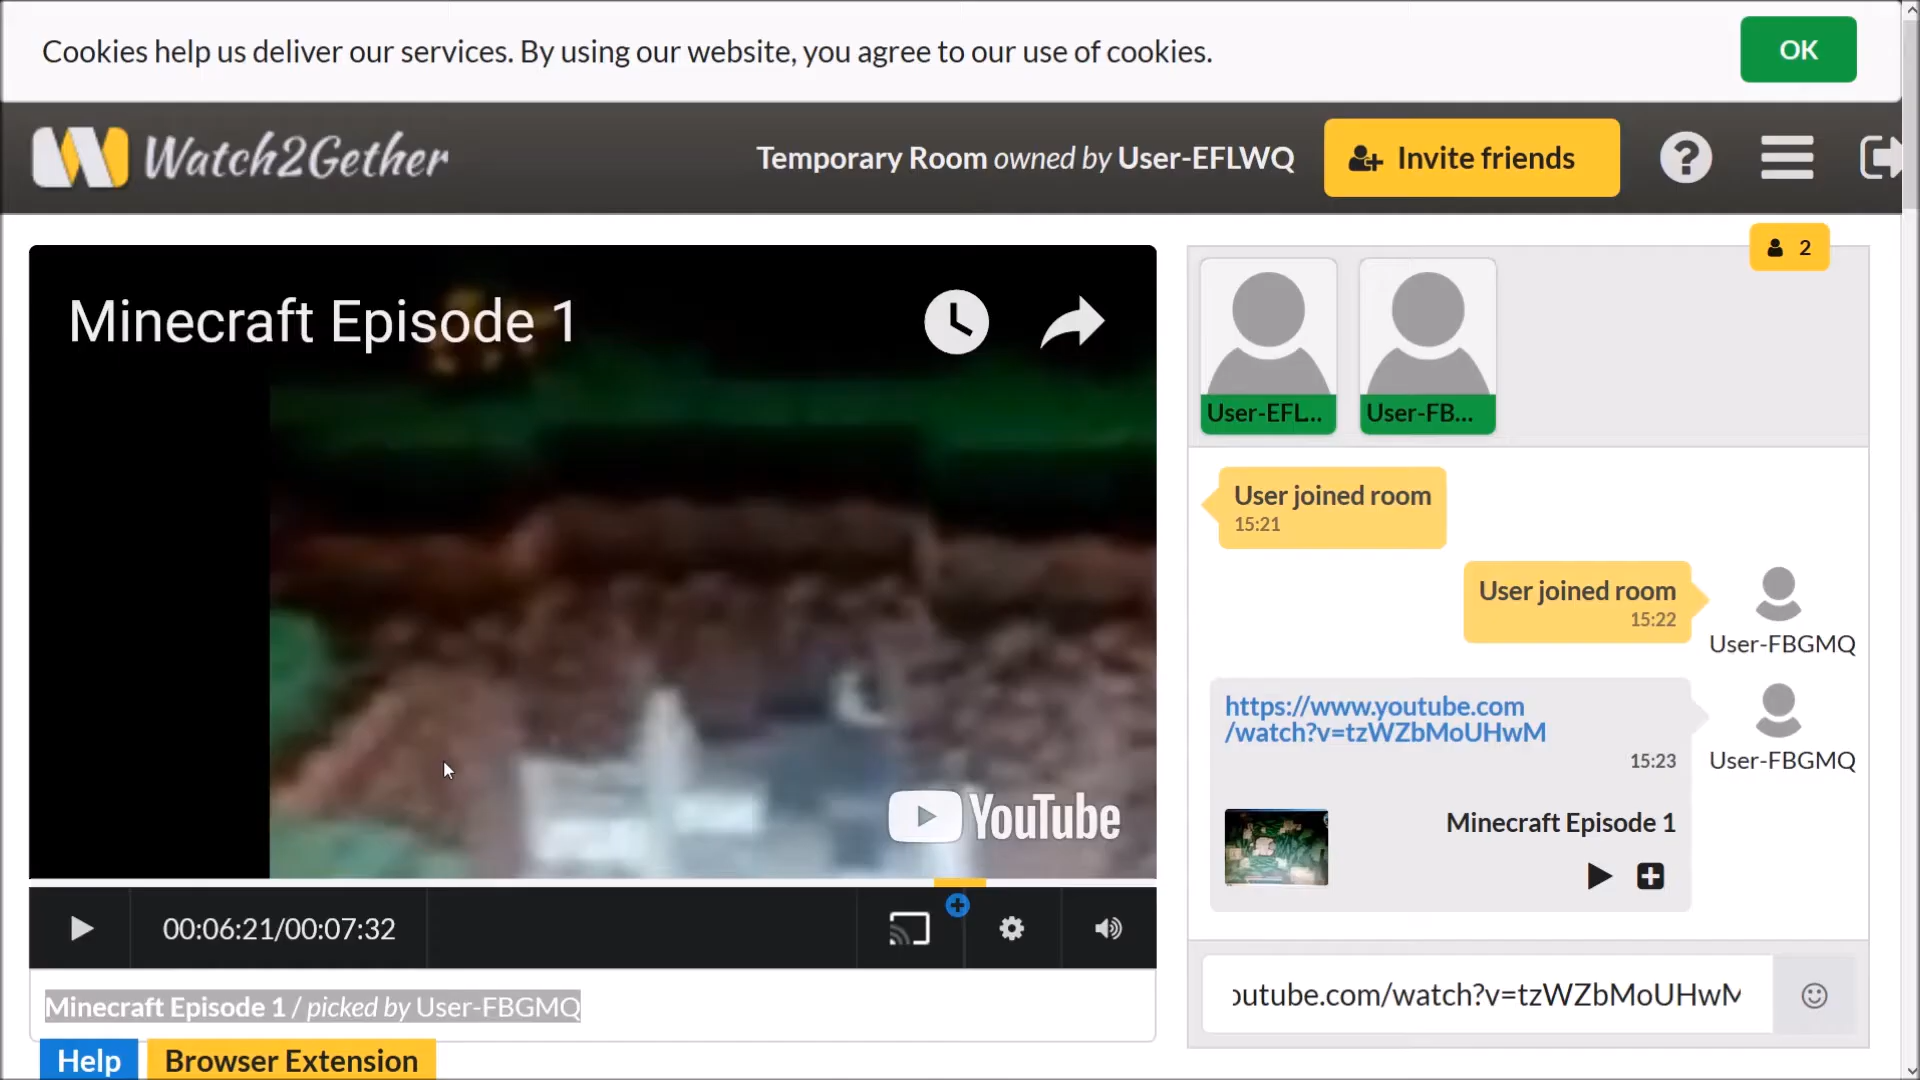 Cookies help us deliver our services. By using our website, you agree to our use of cookies.
OK
Watch2Gether
Temporary Room owned by User-EFLWQ
Invite friends
2
Minecraft Episode 1
YouTube
00:06:21/00:07:32
Minecraft Episode 1 / picked by User-FBGMQ
Help
Browser Extension
User-EFL...
User-FB...
User joined room
15:21
User joined room
15:22
User-FBGMQ
https://www.youtube.com
/watch?v=tzWZbMoUHwM
15:23
User-FBGMQ
Minecraft Episode 1
outube.com/watch?v=tzWZbMoUHwM